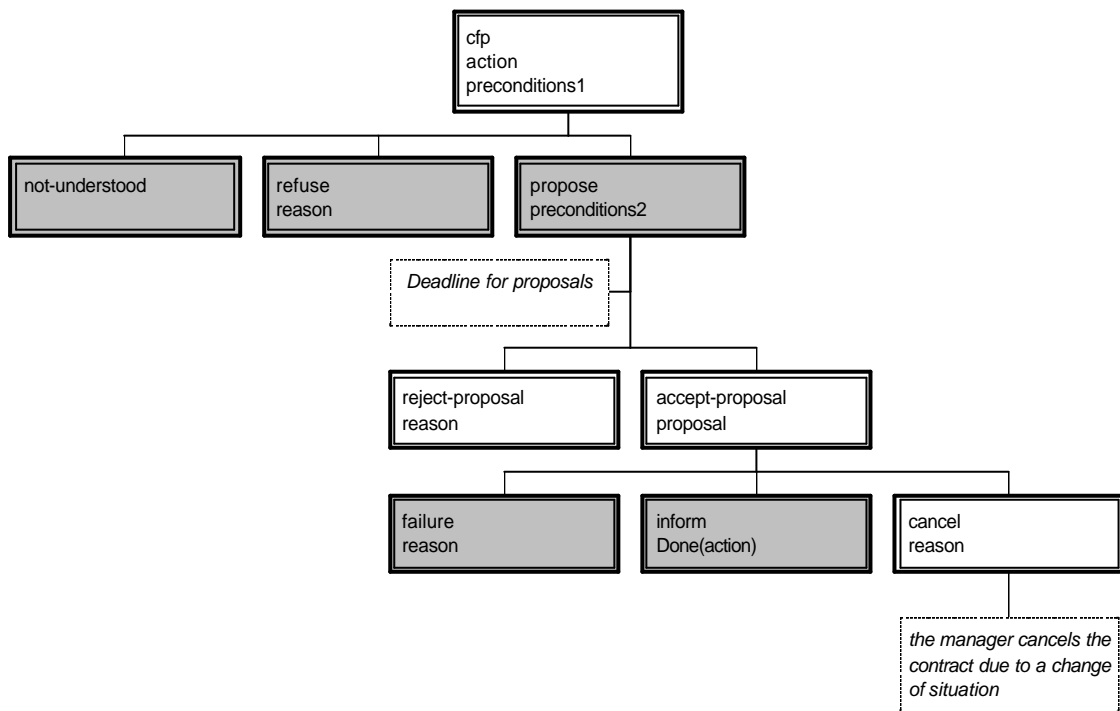 cfp
action
preconditions1
not-understood
refuse
reason
propose
preconditions2
Deadline for proposals
reject-proposal
reason
accept-proposal
proposal
failure
reason
inform
Done(action)
cancel
reason
the manager cancels the
contract due to a change
of situation